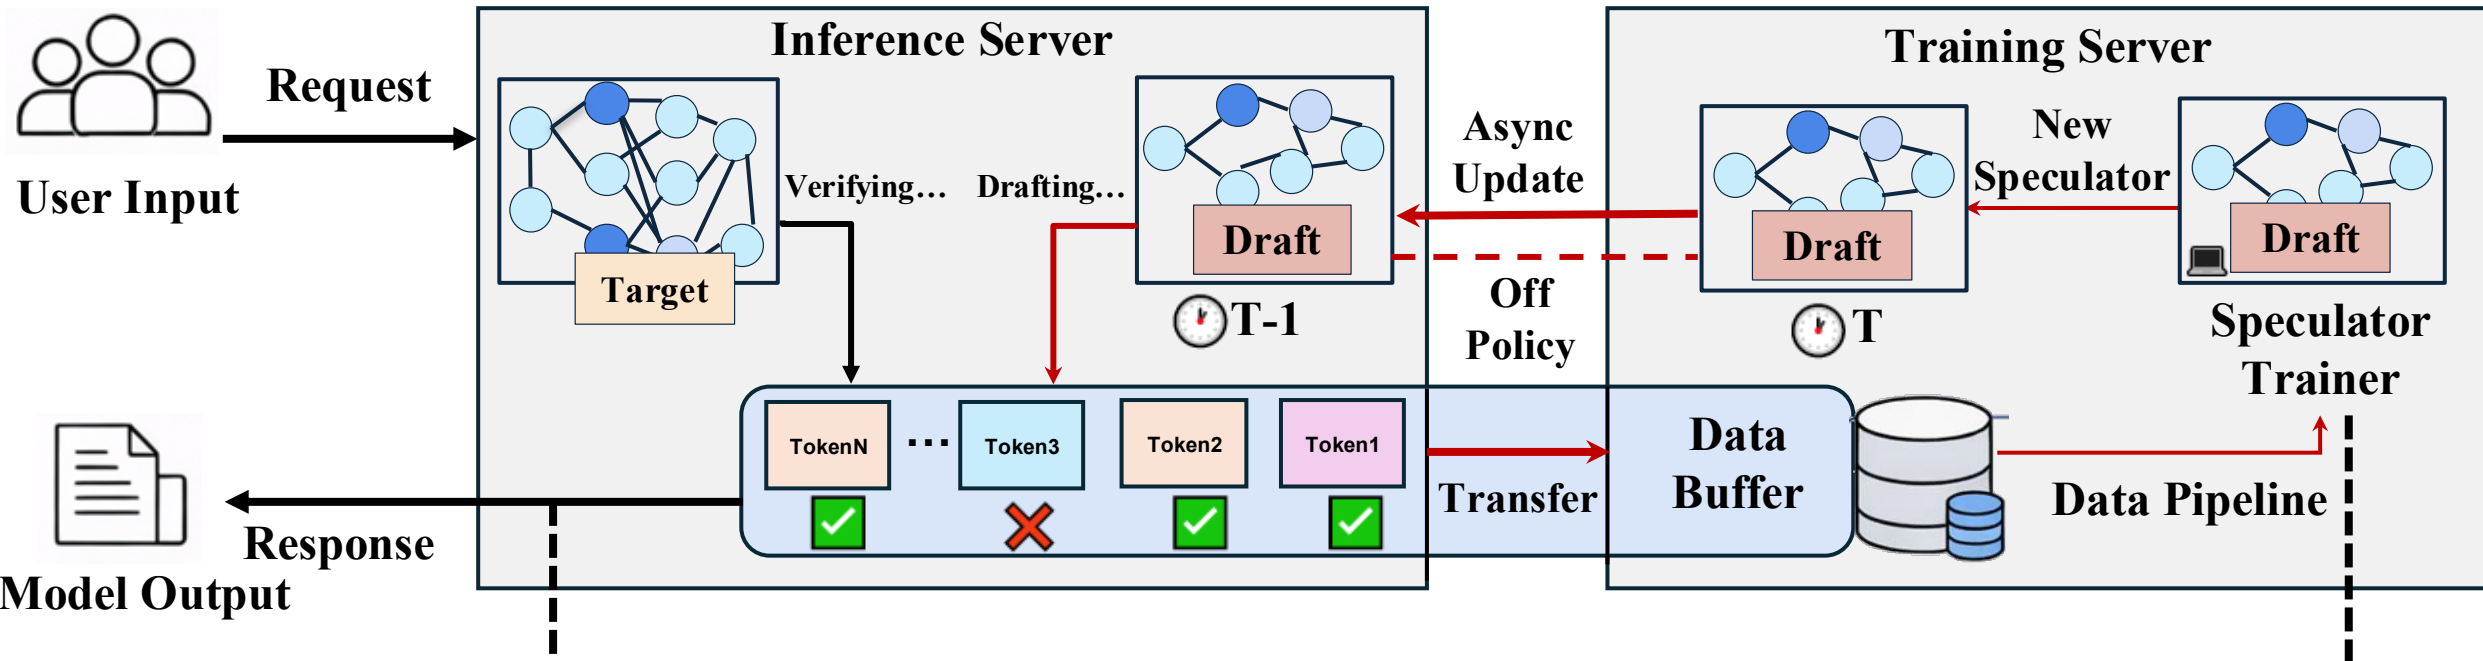 Inference Server
Training Server
Request
User Input
Target
Verifying…
Drafting…
Draft
T-1
Async
Update
Off
Policy
Draft
T
New
Speculator
Draft
Speculator
Trainer
TokenN
...
Token3
Token2
Token1
Transfer
Data
Buffer
Data Pipeline
Response
Model Output